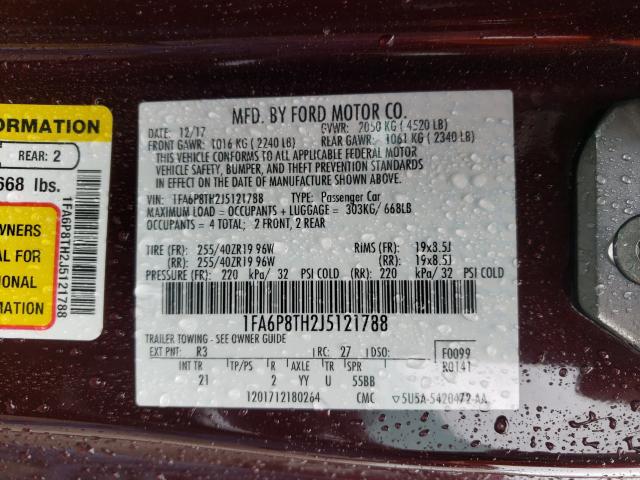 ORMATION
REAR: 2
668 lbs.
1FA6P8TH2J5121788
WNERS
AL FOR
IONAL
MATION
MFD. BY FORD MOTOR CO.
DATE: 12/17 GVWR: 2050 KG ( 4520 LB)
FRONT GAWR: 1016 KG ( 2240 LB) REAR GAWR: 1061 KG ( 2340 LB)
THIS VEHICLE CONFORMS TO ALL APPLICABLE FEDERAL MOTOR
VEHICLE SAFETY, BUMPER, AND THEFT PREVENTION STANDARDS
IN EFFECT ON THE DATE OF MANUFACTURE SHOWN ABOVE.
VIN: 1FA6P8TH2J5121788 TYPE: Passenger Car
MAXIMUM LOAD = OCCUPANTS + LUGGAGE = 303KG/ 668LB
OCCUPANTS = 4 TOTAL; 2 FRONT, 2 REAR
TIRE (FR): 255/40ZR19 96W RIMS (FR): 19x8.5J
(RR): 255/40ZR19 96W (RR): 19x8.5J
PRESSURE (FR): 220 kPa/ 32 PSI COLD (RR): 220 kPa/ 32 PSI COLD
1FA6P8TH2J5121788
TRAILER TOWING - SEE OWNER GUIDE
EXT PNT: R3 RC: 27 DSO: F0099
R0141
INT TR TP/PS R AXLE TR SPR
21 2 YY U 55BB
1201712180264 CMC ▽5U5A-5420472-AA